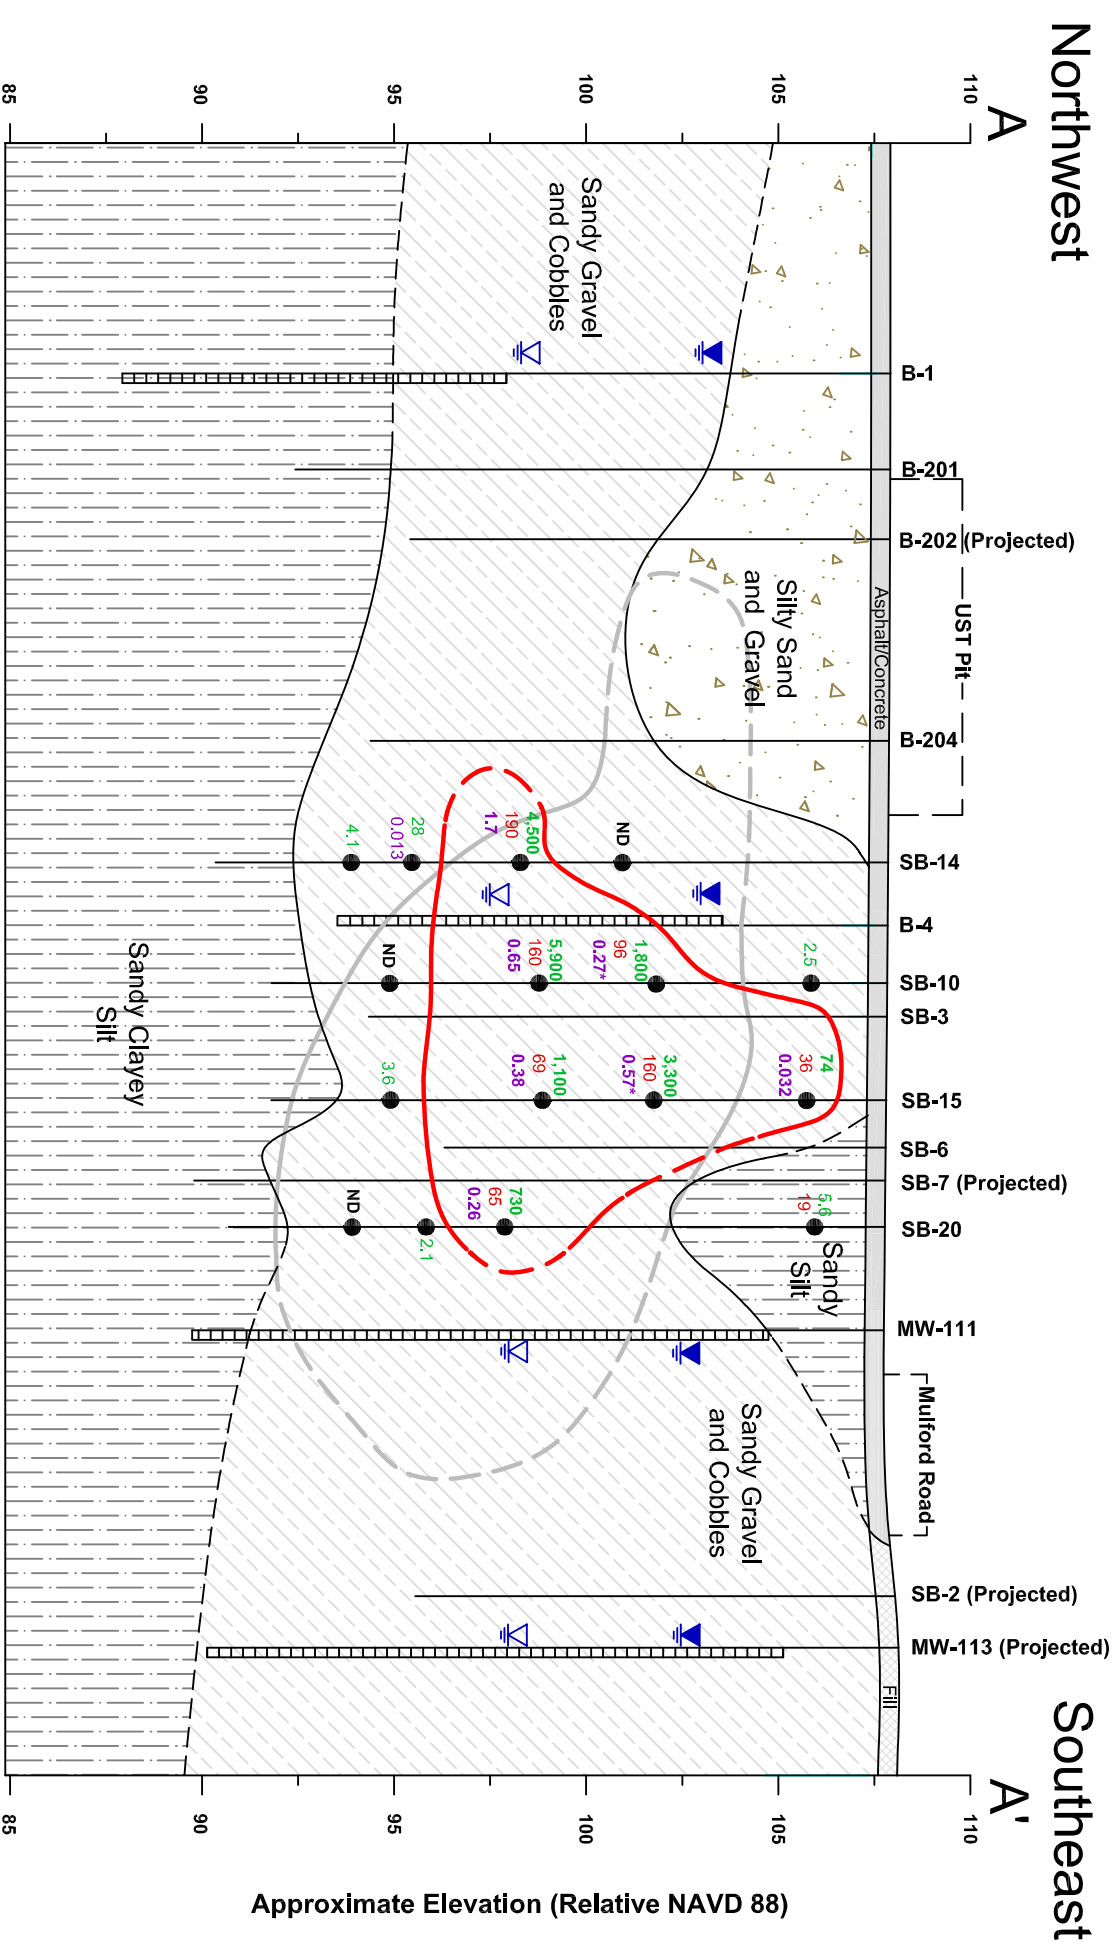 Northwest
Southeast
A
A'
110
105
100
95
90
85
110
105
100
95
90
85
Approximate Elevation (Relative NAVD 88)
B-1
B-201
B-202 (Projected)
UST Pit
B-204
SB-14
B-4
SB-10
SB-3
SB-15
SB-6
SB-7 (Projected)
SB-20
MW-111
Mulford Road
SB-2 (Projected)
MW-113 (Projected)
Asphalt/Concrete
Fill
Silty Sand
and Gravel
Sandy Gravel
and Cobbles
Sandy
Silt
Sandy Gravel
and Cobbles
Sandy Clayey
Silt
ND
4,500
190
1.7
28
0.013
4.1
2.5
1,800
96
0.27*
5,900
160
0.65
ND
74
36
0.032
3,300
160
0.57*
1,100
69
0.38
3.6
5.6
19
730
65
0.26
2.1
ND